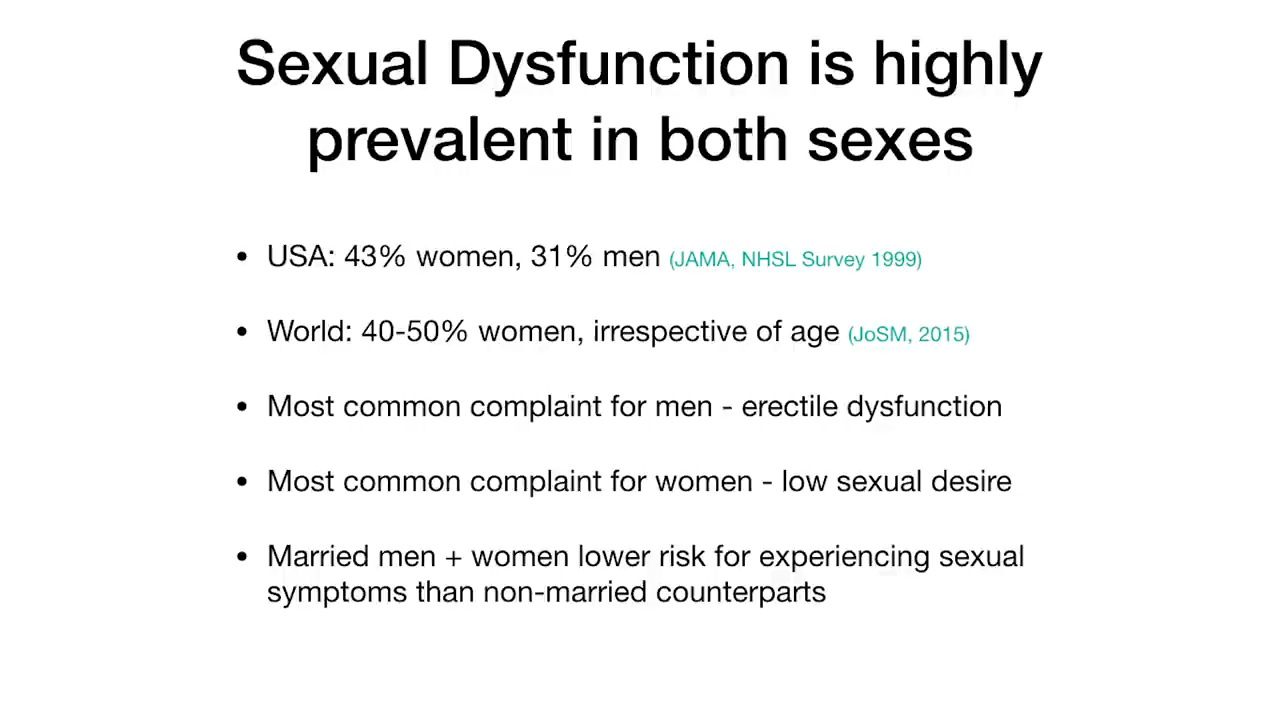 Sexual Dysfunction is highly
prevalent in both sexes
• USA: 43% women, 31% men (JAMA, NHSL Survey 1999)
• World: 40-50% women, irrespective of age (JoSM, 2015)
• Most common complaint for men - erectile dysfunction
• Most common complaint for women - low sexual desire
• Married men + women lower risk for experiencing sexual
symptoms than non-married counterparts